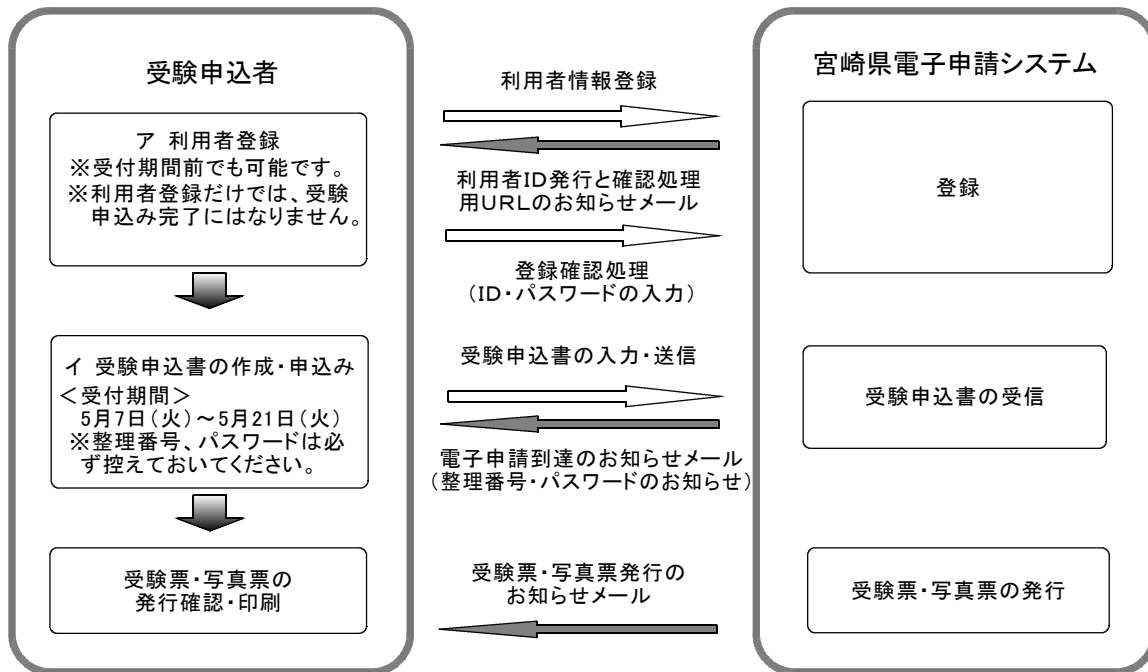 受験申込者
ア 利用者登録
※受付期間前でも可能です。
※利用者登録だけでは、受験
申込み完了にはなりません。
イ 受験申込書の作成・申込み
＜受付期間＞
5月7日（火）～5月21日（火）
※整理番号、パスワードは必
ず控えておいてください。
受験票・写真票の
発行確認・印刷
利用者情報登録
利用者ID発行と確認処理
用URLのお知らせメール
登録確認処理
（ID・パスワードの入力）
受験申込書の入力・送信
電子申請到達のお知らせメール
（整理番号・パスワードのお知らせ）
受験票・写真票発行の
お知らせメール
宮崎県電子申請システム
登録
受験申込書の受信
受験票・写真票の発行